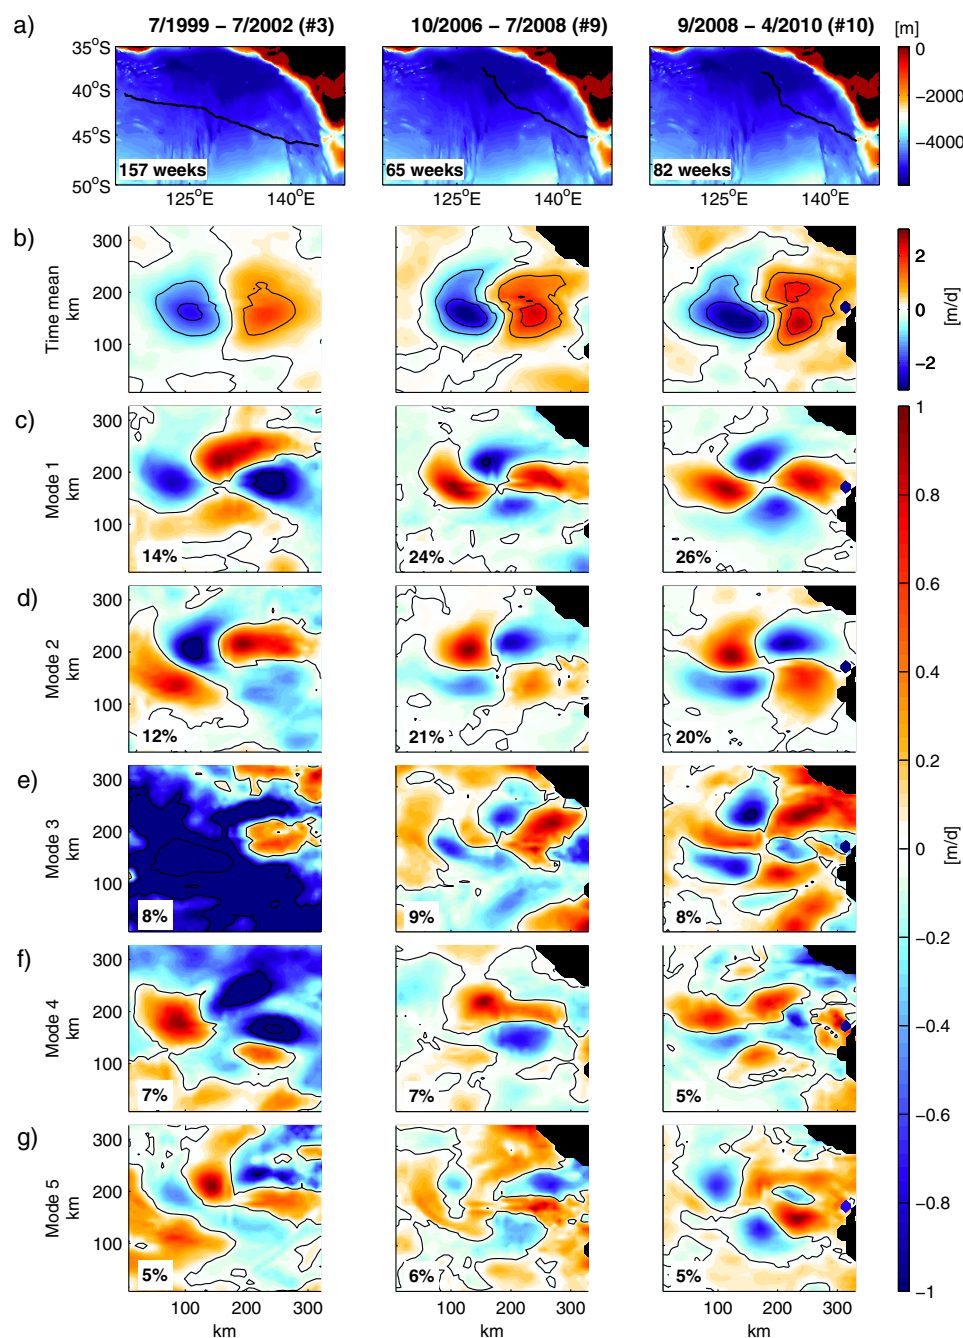 a) 7/1999 − 7/2002 (#3) 10/2006 − 7/2008 (#9) 9/2008 − 4/2010 (#10) [m]
35°S 0
40°S −2000
45°S −4000
157 weeks 65 weeks 82 weeks
50°S
125°E 140°E 125°E 140°E 125°E 140°E
b) Time mean km 300 200 100 2 0 −2 [m/d]
c) Mode 1 km 300 200 100 14% 24% 26%
d) Mode 2 km 300 200 100 12% 21% 20%
e) Mode 3 km 300 200 100 8% 9% 8%
f) Mode 4 km 300 200 100 7% 7% 5%
g) Mode 5 km 300 200 100 5% 6% 5%
1 0.8 0.6 0.4 0.2 0 −0.2 −0.4 −0.6 −0.8 −1 [m/d]
100 200 300 100 200 300 100 200 300
km km km